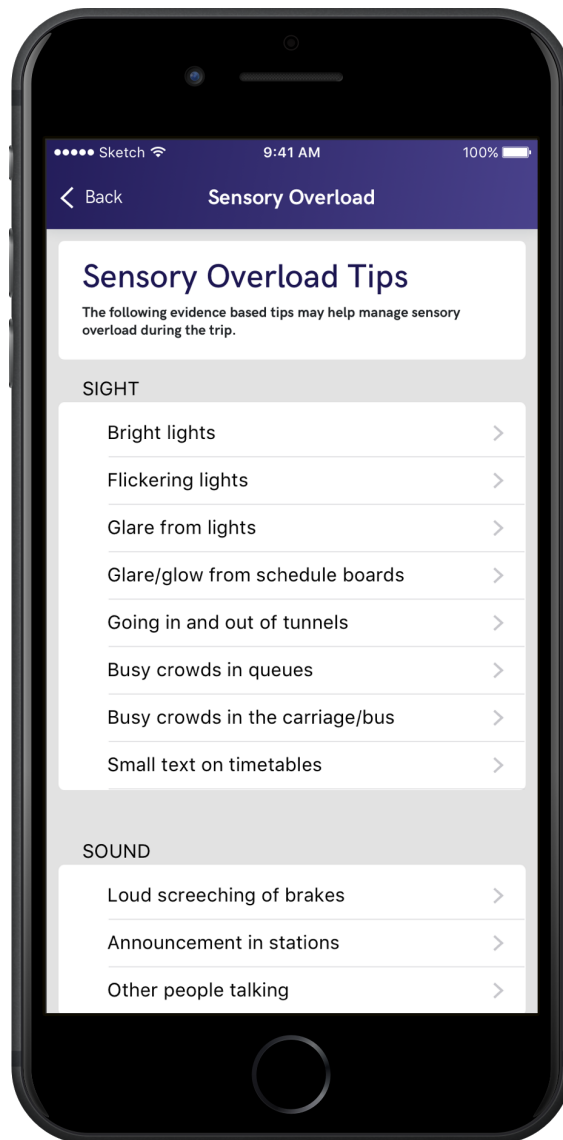 ●●●●● Sketch 9:41 AM 100%
Back Sensory Overload
Sensory Overload Tips
The following evidence based tips may help manage sensory
overload during the trip.
SIGHT
Bright lights
Flickering lights
Glare from lights
Glare/glow from schedule boards
Going in and out of tunnels
Busy crowds in queues
Busy crowds in the carriage/bus
Small text on timetables
SOUND
Loud screeching of brakes
Announcement in stations
Other people talking